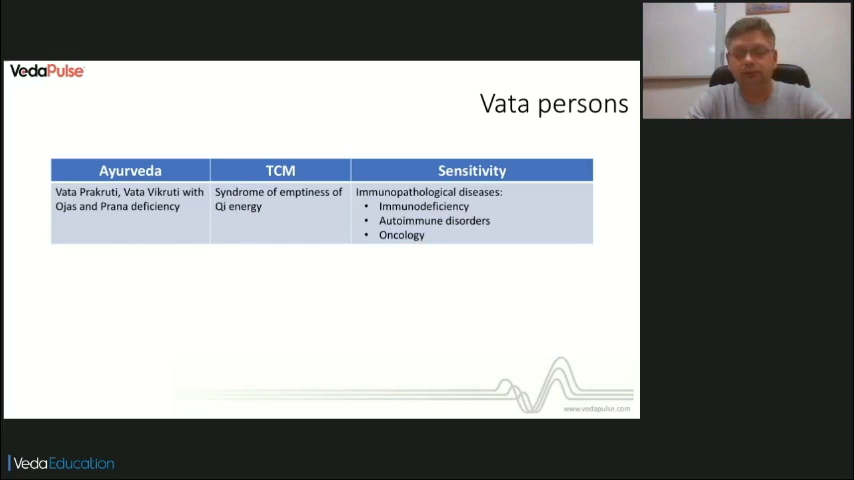 VedaPulse
Vata persons
Ayurveda
TCM
Sensitivity
Vata Prakruti, Vata Vikruti with
Ojas and Prana deficiency
Syndrome of emptiness of
Qi energy
Immunopathological diseases:
• Immunodeficiency
• Autoimmune disorders
• Oncology
www.vedapulse.com
VedaEducation